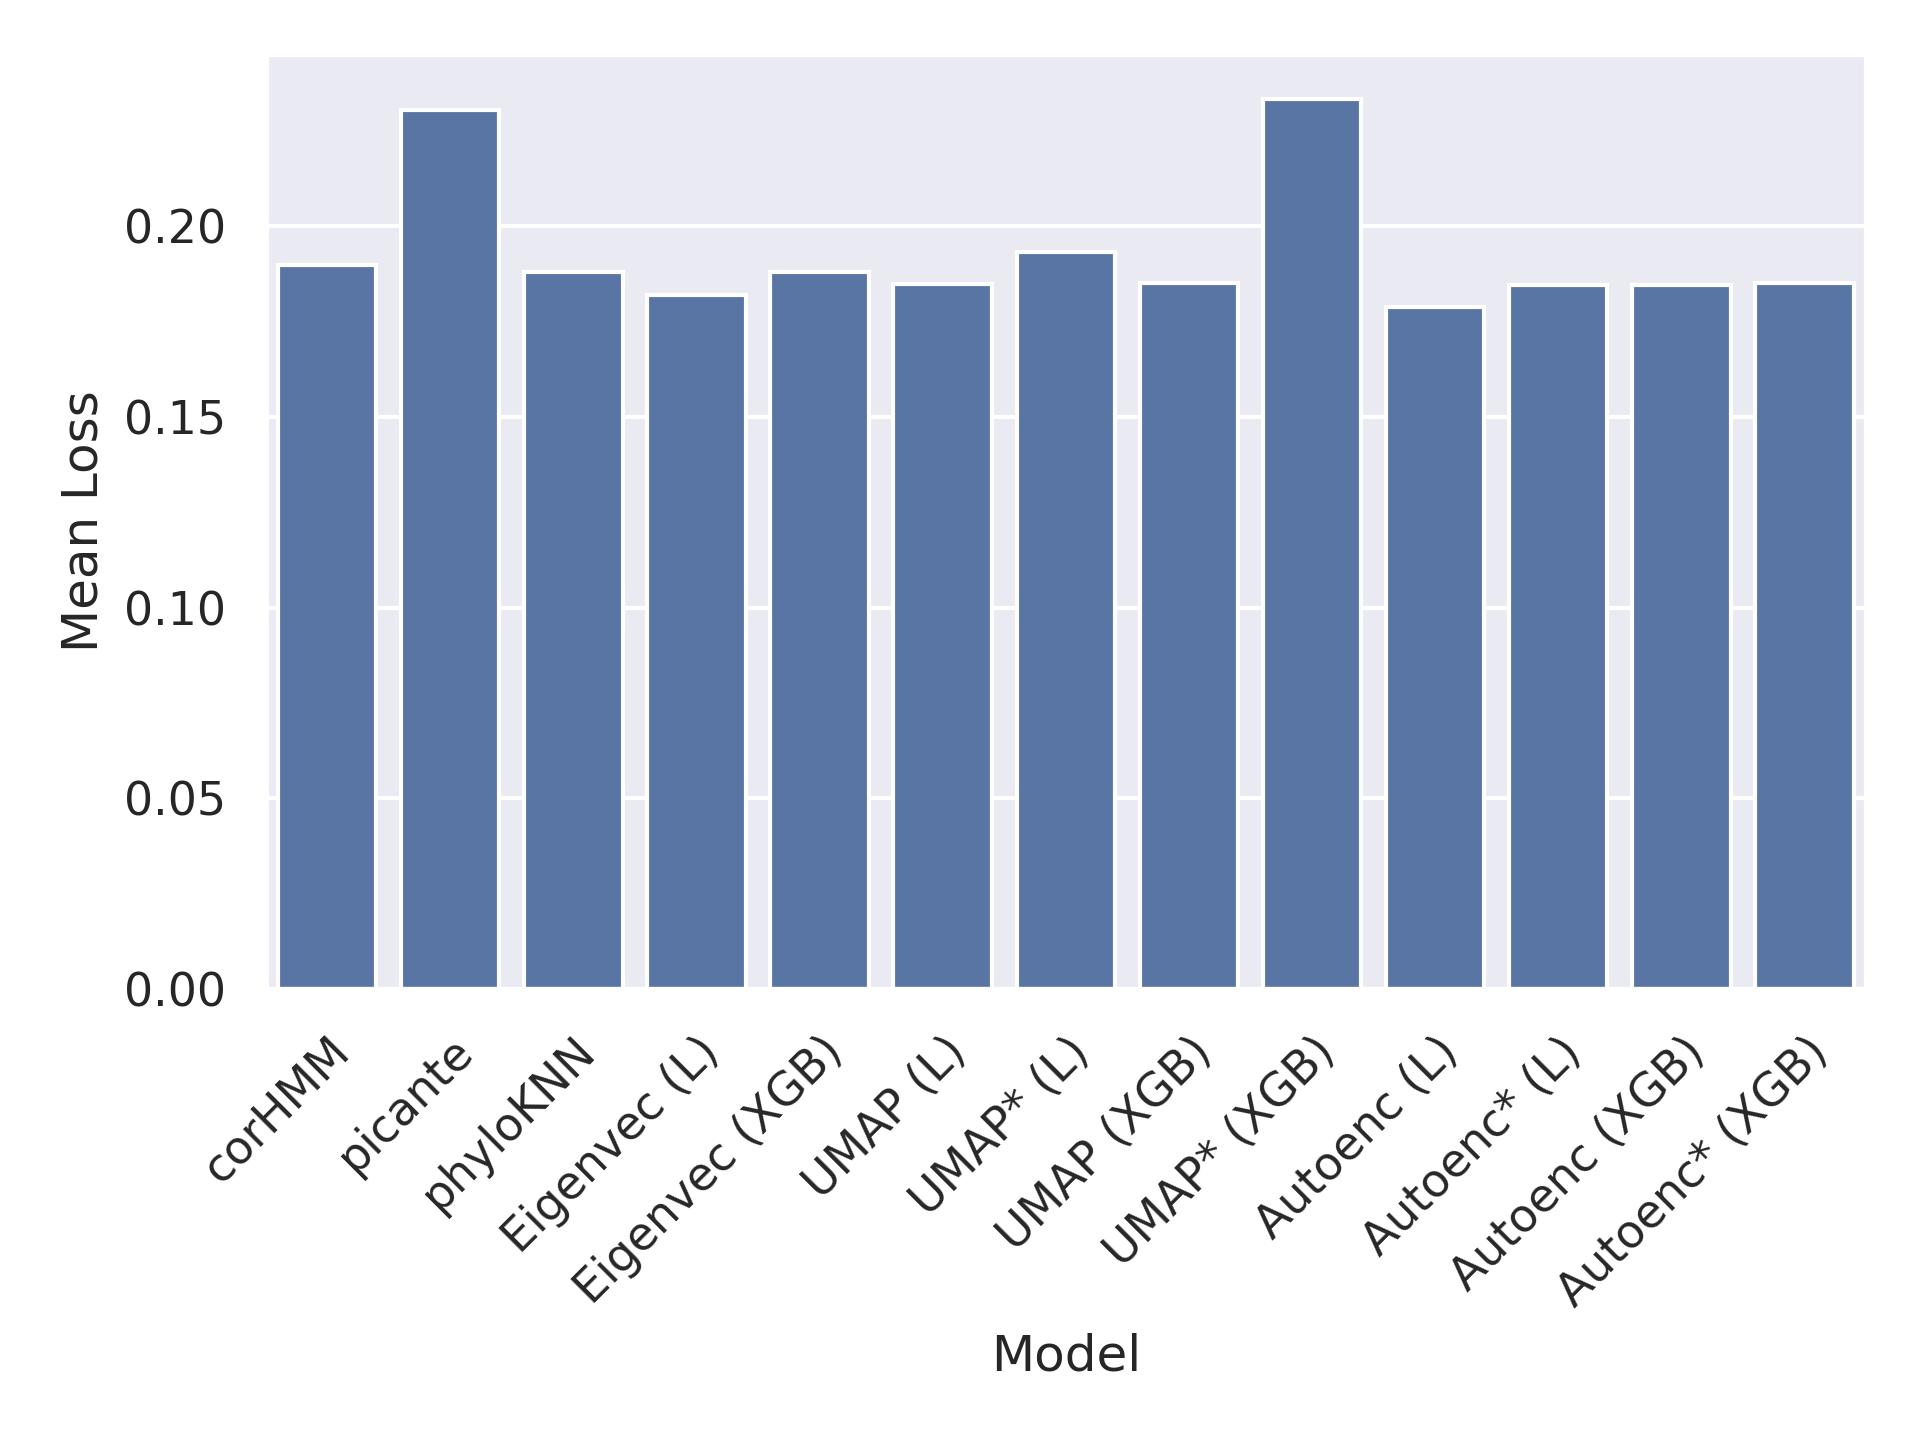 0.20
0.15
0.10
0.05
0.00
Mean Loss
corHMM
picante
phyloKNN
Eigenvec (L)
Eigenvec (XGB)
UMAP (L)
UMAP* (L)
UMAP (XGB)
UMAP* (XGB)
Autoenc (L)
Autoenc* (L)
Autoenc (XGB)
Autoenc* (XGB)
Model